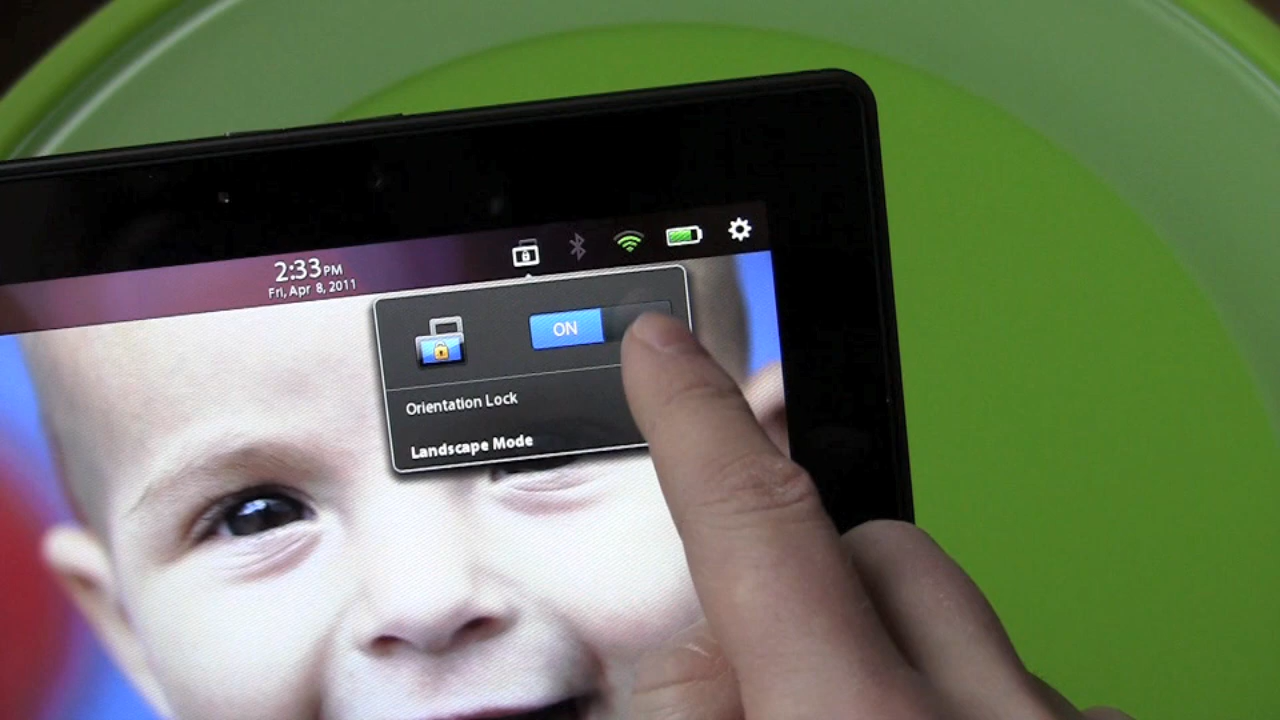 2:33PM
Fri, Apr 8, 2011
ON
Orientation Lock
Landscape Mode